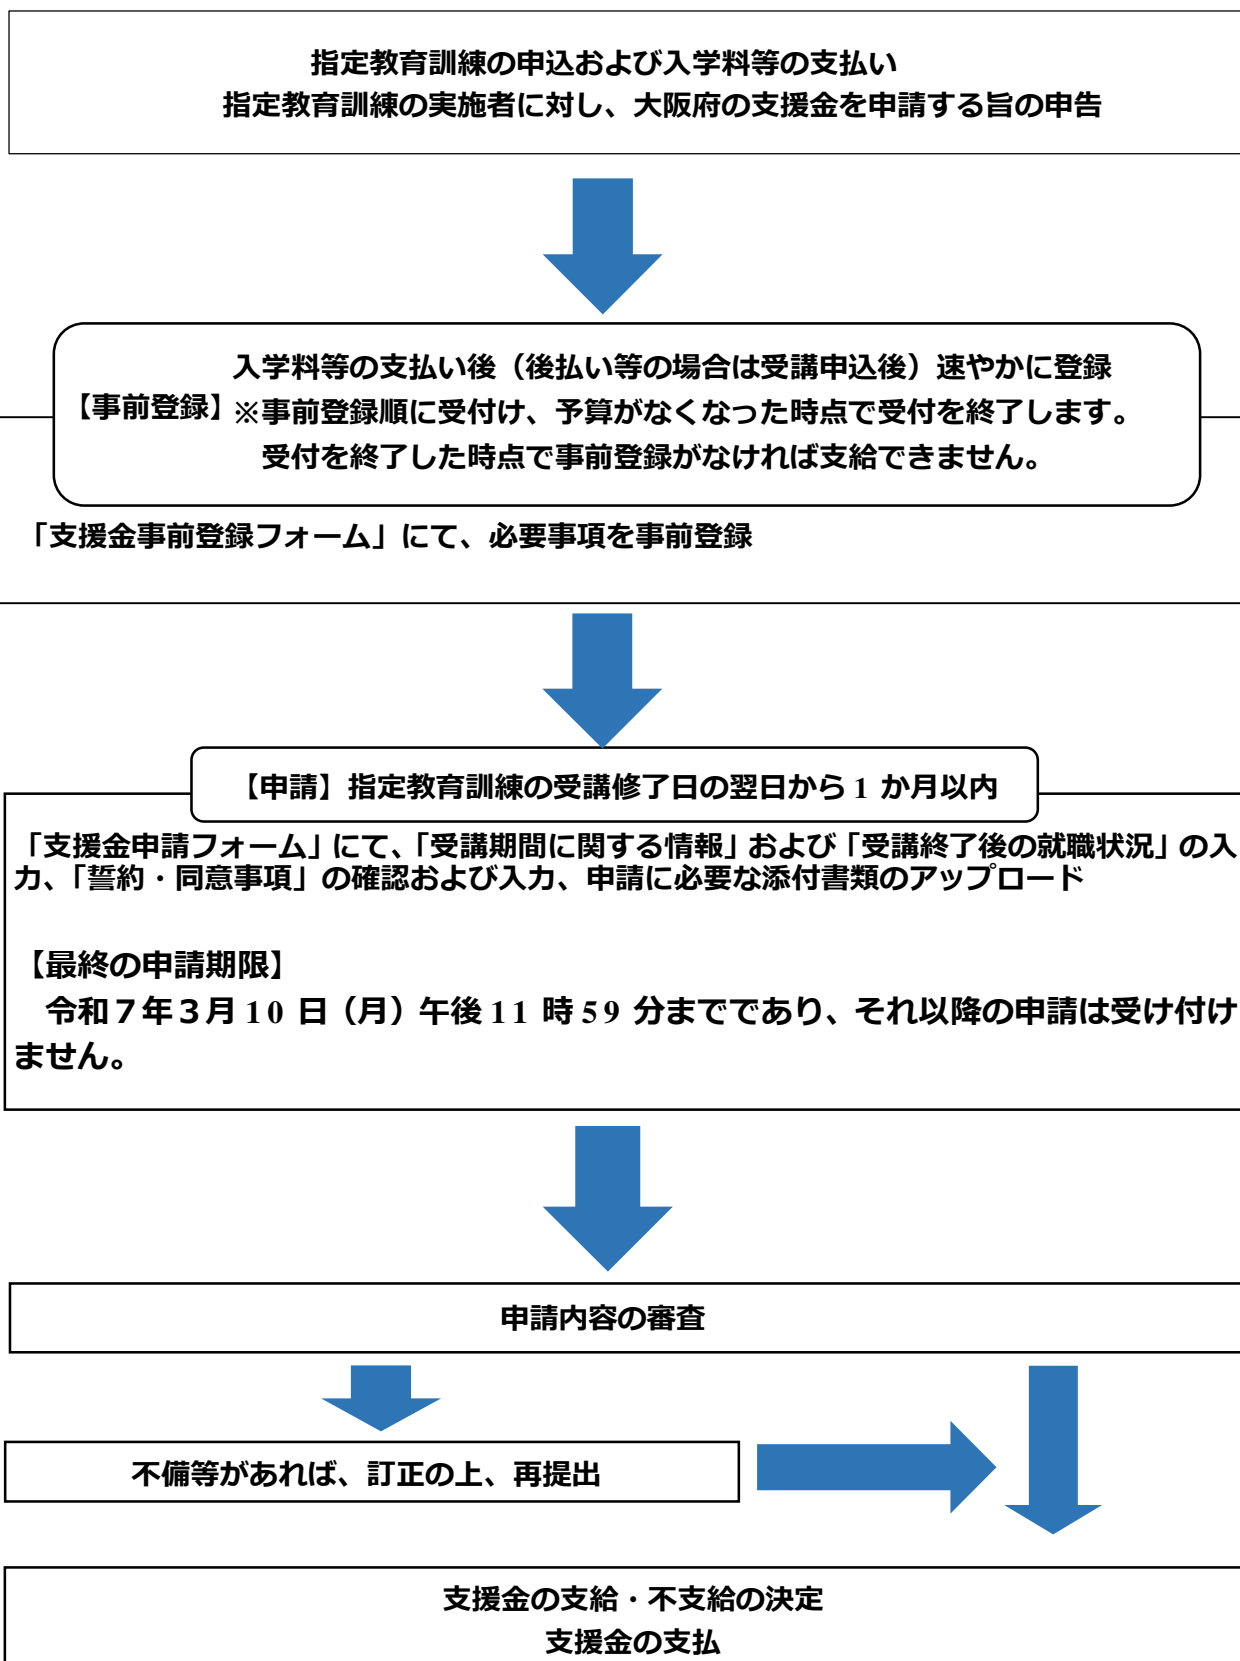 指定教育訓練の申込および入学料等の支払い
指定教育訓練の実施者に対し、大阪府の支援金を申請する旨の申告
入学料等の支払い後（後払い等の場合は受講申込後）速やかに登録
【事前登録】※事前登録順に受付け、予算がなくなった時点で受付を終了します。
受付を終了した時点で事前登録がなければ支給できません。
「支援金事前登録フォーム」にて、必要事項を事前登録
【申請】指定教育訓練の受講修了日の翌日から1 か月以内
「支援金申請フォーム」にて、「受講期間に関する情報」および「受講終了後の就職状況」の入
力、「誓約・同意事項」の確認および入力、申請に必要な添付書類のアップロード
【最終の申請期限】
令和７年３月10 日（月）午後11 時59 分までであり、それ以降の申請は受け付け
ません。
申請内容の審査
不備等があれば、訂正の上、再提出
支援金の支給・不支給の決定
支援金の支払